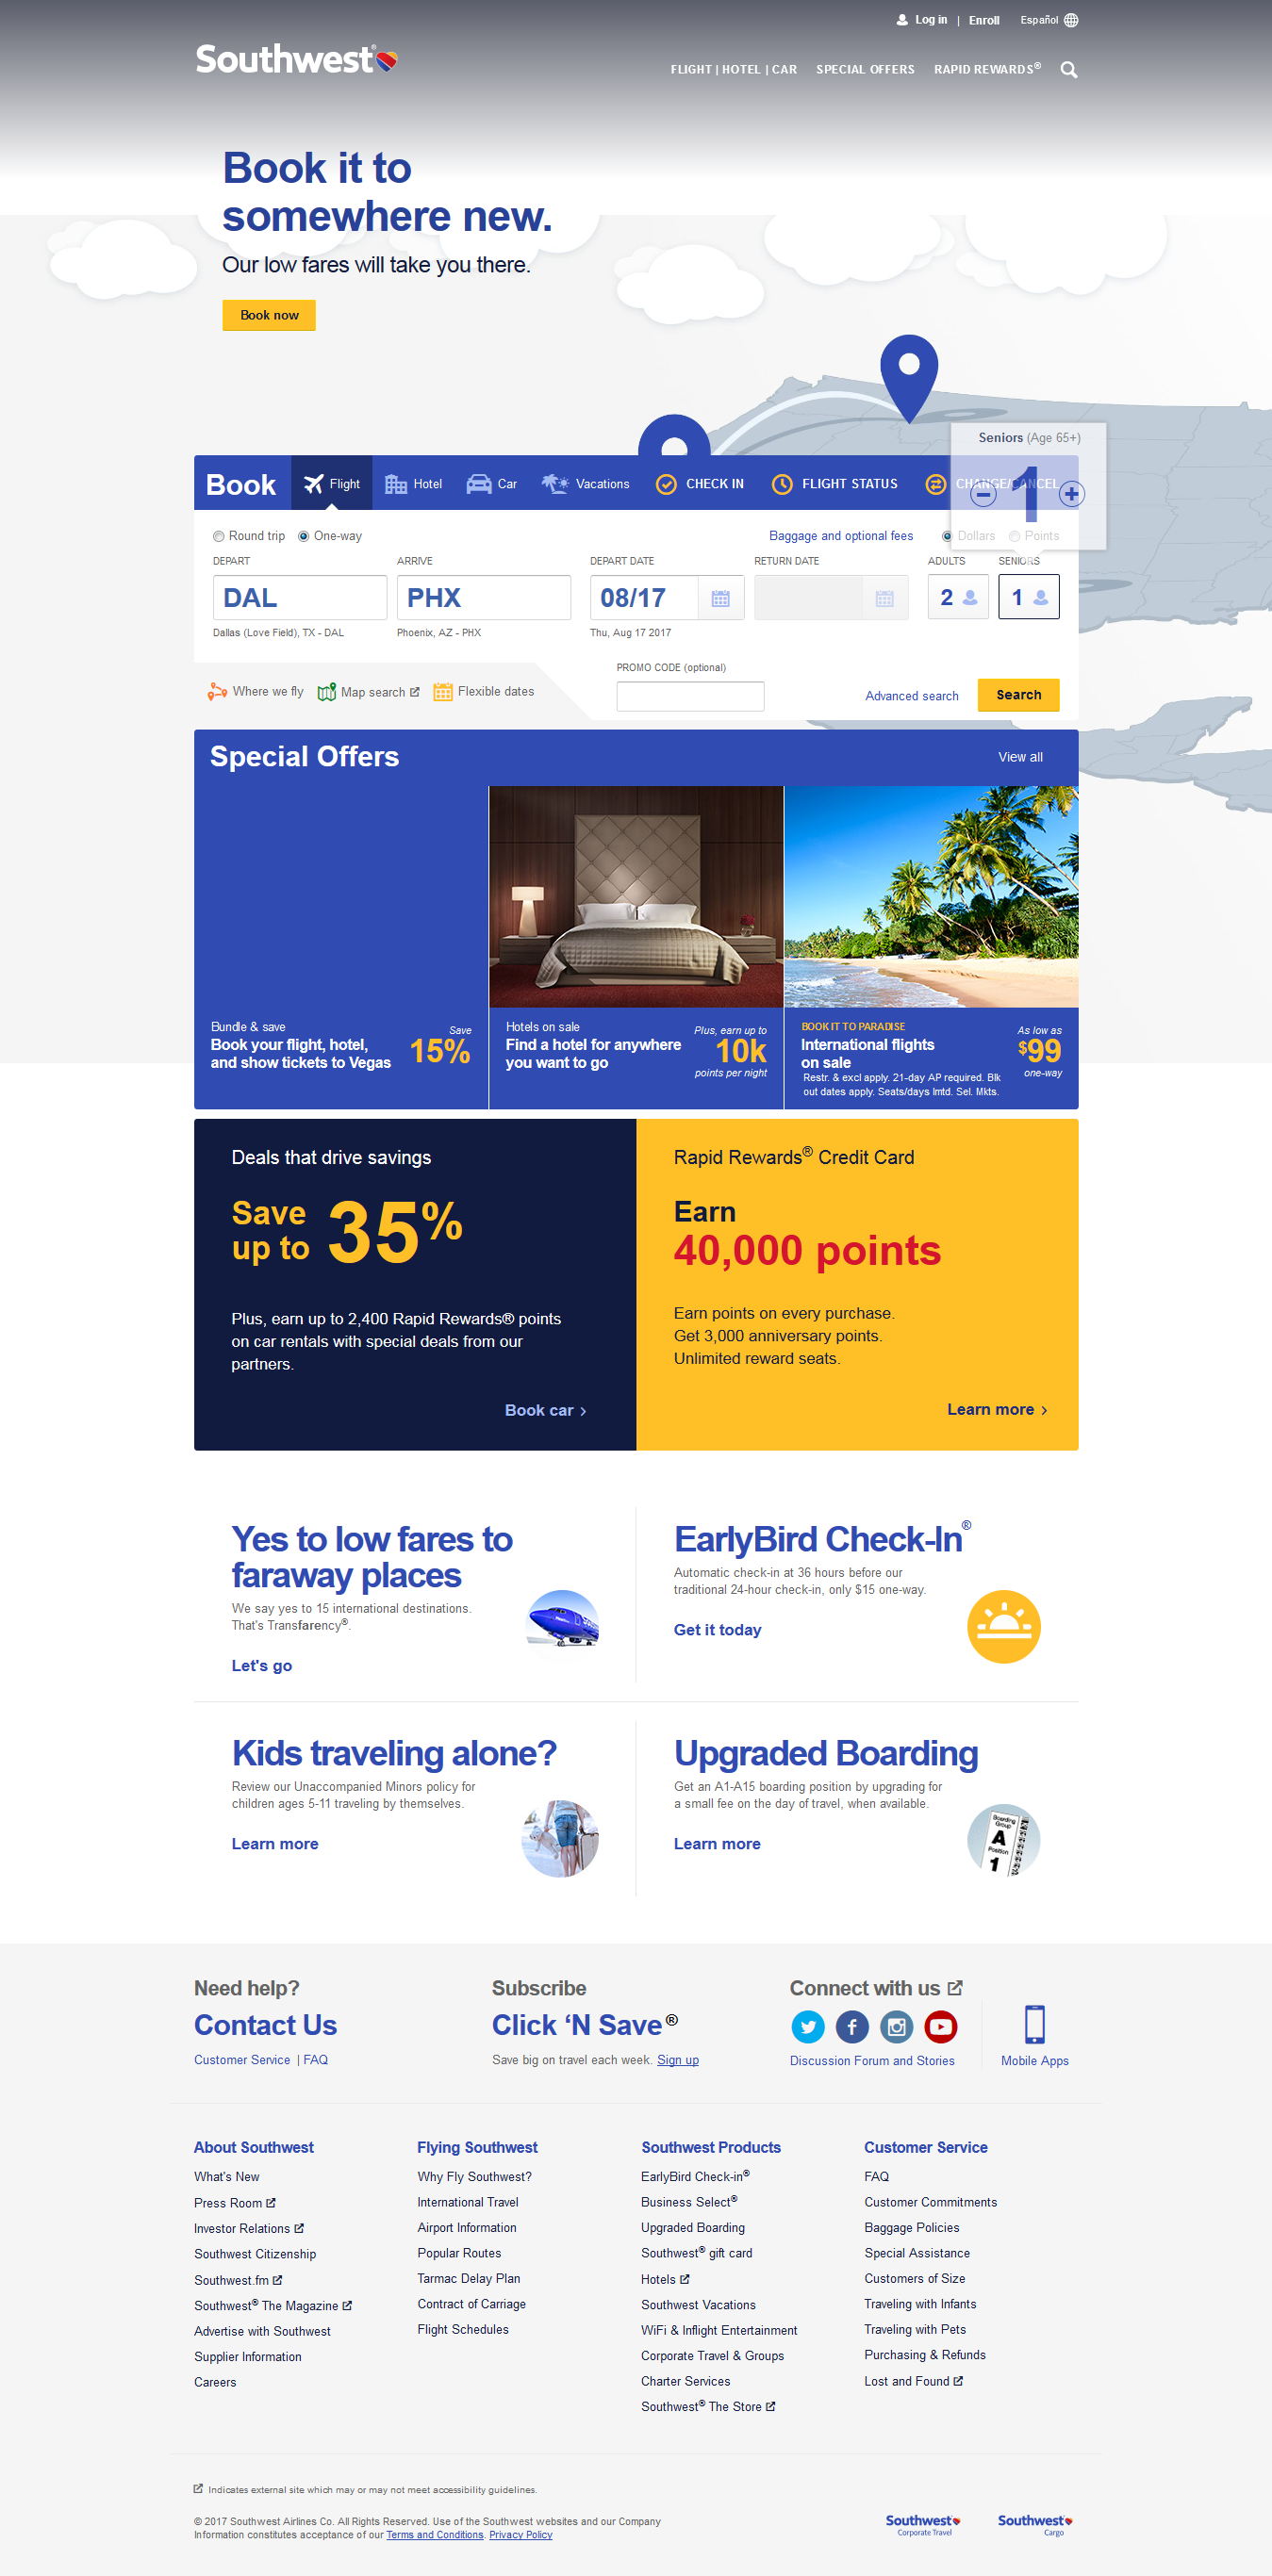 Log in | Enroll Español
Southwest®
FLIGHT | HOTEL | CAR SPECIAL OFFERS RAPID REWARDS®
Book it to
somewhere new.
Our low fares will take you there.
Book now
Seniors (Age 65+)
1
Book Flight Hotel Car Vacations CHECK IN FLIGHT STATUS CHANGE/CANCEL
Round trip One-way Baggage and optional fees Dollars Points
DEPART ARRIVE DEPART DATE RETURN DATE ADULTS SENIORS
DAL PHX 08/17 2 1
Dallas (Love Field), TX - DAL Phoenix, AZ - PHX Thu, Aug 17 2017
PROMO CODE (optional)
Where we fly Map search Flexible dates Advanced search Search
Special Offers View all
Bundle & save
Book your flight, hotel,
and show tickets to Vegas
Save
15%
Hotels on sale
Find a hotel for anywhere
you want to go
Plus, earn up to
10k
points per night
BOOK IT TO PARADISE
International flights
on sale
Restr. & excl apply. 21-day AP required. Blk
out dates apply. Seats/days lmtd. Sel. Mkts.
As low as
$99
one-way
Deals that drive savings
Save
up to 35%
Plus, earn up to 2,400 Rapid Rewards® points
on car rentals with special deals from our
partners.
Book car
Rapid Rewards® Credit Card
Earn
40,000 points
Earn points on every purchase.
Get 3,000 anniversary points.
Unlimited reward seats.
Learn more
Yes to low fares to
faraway places
We say yes to 15 international destinations.
That's Transfarency®.
Let's go
EarlyBird Check-In®
Automatic check-in at 36 hours before our
traditional 24-hour check-in, only $15 one-way.
Get it today
Kids traveling alone?
Review our Unaccompanied Minors policy for
children ages 5-11 traveling by themselves.
Learn more
Upgraded Boarding
Get an A1-A15 boarding position by upgrading for
a small fee on the day of travel, when available.
Learn more
Boarding
Group
A
Position
1
Need help?
Contact Us
Customer Service | FAQ
Subscribe
Click ‘N Save®
Save big on travel each week. Sign up
Connect with us
Discussion Forum and Stories
Mobile Apps
About Southwest
What's New
Press Room
Investor Relations
Southwest Citizenship
Southwest.fm
Southwest® The Magazine
Advertise with Southwest
Supplier Information
Careers
Flying Southwest
Why Fly Southwest?
International Travel
Airport Information
Popular Routes
Tarmac Delay Plan
Contract of Carriage
Flight Schedules
Southwest Products
EarlyBird Check-in®
Business Select®
Upgraded Boarding
Southwest® gift card
Hotels
Southwest Vacations
WiFi & Inflight Entertainment
Corporate Travel & Groups
Charter Services
Southwest® The Store
Customer Service
FAQ
Customer Commitments
Baggage Policies
Special Assistance
Customers of Size
Traveling with Infants
Traveling with Pets
Purchasing & Refunds
Lost and Found
Indicates external site which may or may not meet accessibility guidelines.
© 2017 Southwest Airlines Co. All Rights Reserved. Use of the Southwest websites and our Company
Information constitutes acceptance of our Terms and Conditions. Privacy Policy
Southwest
Corporate Travel
Southwest
Cargo